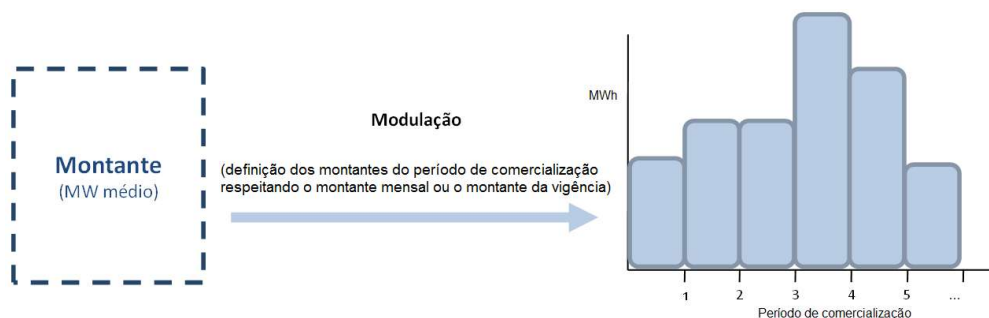 Montante
(MW médio)
Modulação
(definição dos montantes do período de comercialização
respeitando o montante mensal ou o montante da vigência)
MWh
1 2 3 4 5 ...
Período de comercialização